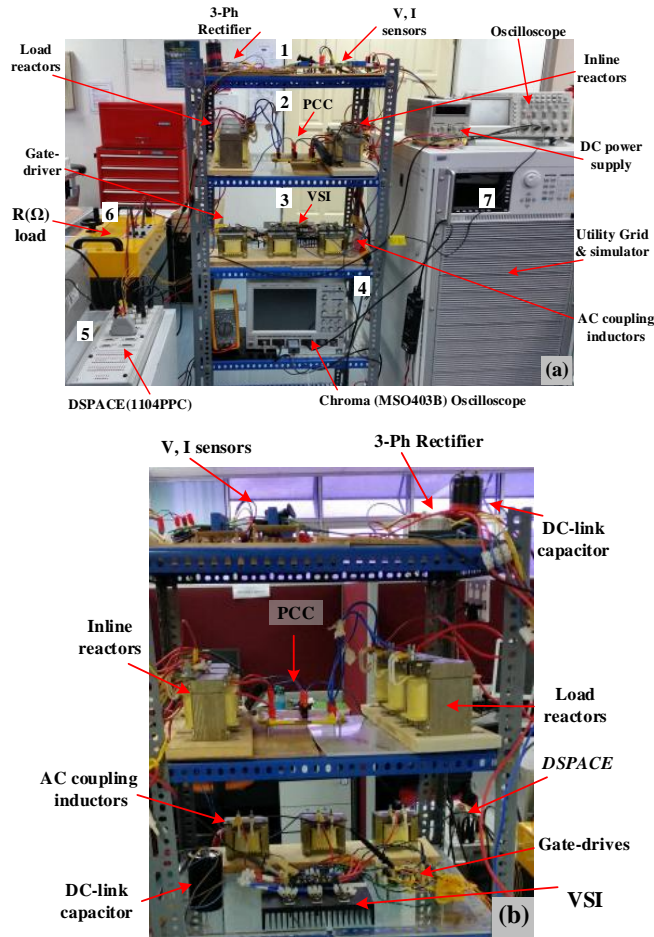 3-Ph
Rectifier
1
V, I
sensors
Oscilloscope
Load
reactors
Inline
reactors
2
PCC
DC power
supply
Gate-
driver
3
VSI
7
R(Ω)
load
6
Utility Grid
& simulator
4
5
AC coupling
inductors
(a)
DSPACE(1104PPC)
Chroma (MSO403B) Oscilloscope
V, I sensors
3-Ph Rectifier
DC-link
capacitor
PCC
Inline
reactors
Load
reactors
AC coupling
inductors
DSPACE
Gate-drives
DC-link
capacitor
VSI
(b)